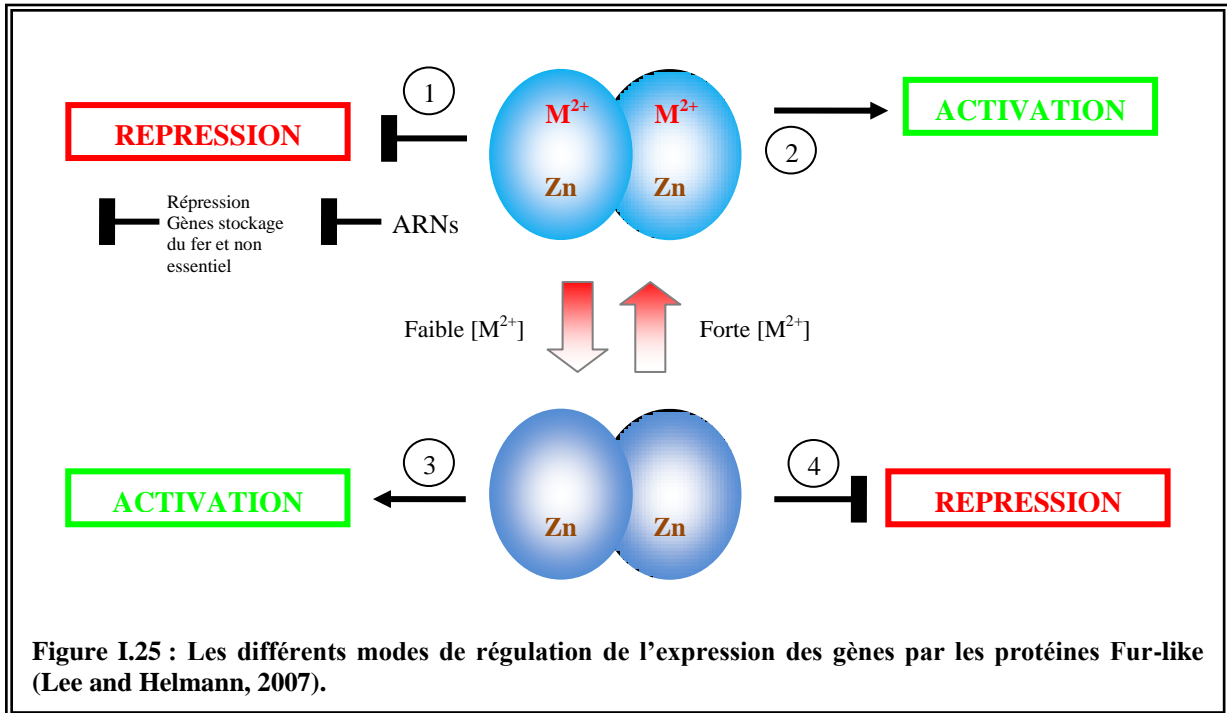 1
M²⁺ M²⁺
ACTIVATION
REPRESSION
2
Zn Zn
Répression
Gènes stockage
du fer et non
essentiel
ARNs
Faible [M²⁺]
Forte [M²⁺]
3
4
ACTIVATION
REPRESSION
Zn Zn
Figure I.25 : Les différents modes de régulation de l’expression des gènes par les protéines Fur-like
(Lee and Helmann, 2007).